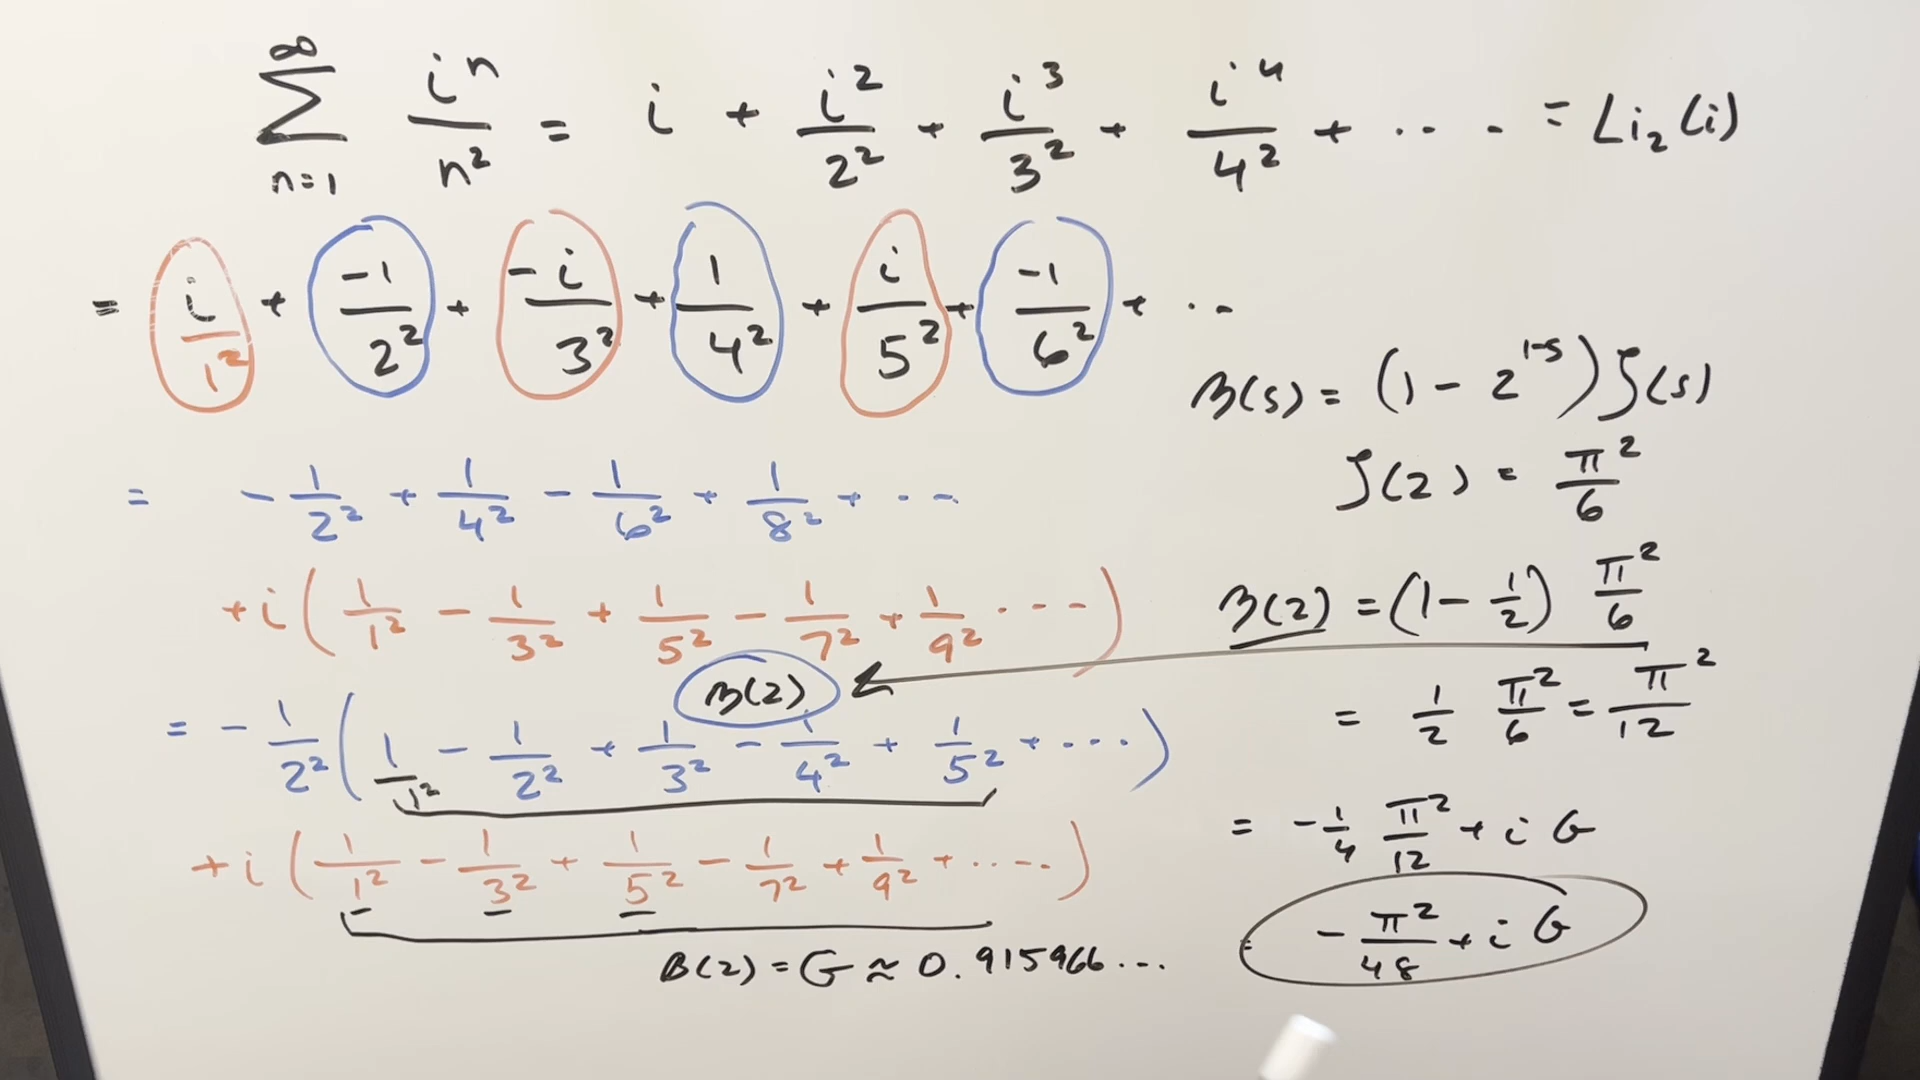 ∞∑n=1 i^n/n² = i + i²/2² + i³/3² + i⁴/4² + ... . = Li₂(i)
= i/1² + -1/2² + -i/3² + 1/4² + i/5² + -1/6² + ..
η(s) = (1 - 2^(1-s)) ζ(s)
= - 1/2² + 1/4² - 1/6² + 1/8² + ...
ζ(2) = π²/6
+ i (1/1² - 1/3² + 1/5² - 1/7² + 1/9² ...)
η(2) = (1 - 1/2) π²/6
η(2)
= 1/2 π²/6 = π²/12
= - 1/2² (1/1² - 1/2² + 1/3² - 1/4² + 1/5² + ...)
= - 1/4 π²/12 + i G
+ i (1/1² - 1/3² + 1/5² - 1/7² + 1/9² + ....)
= - π²/48 + i G
β(2) = G ≈ 0.915966...